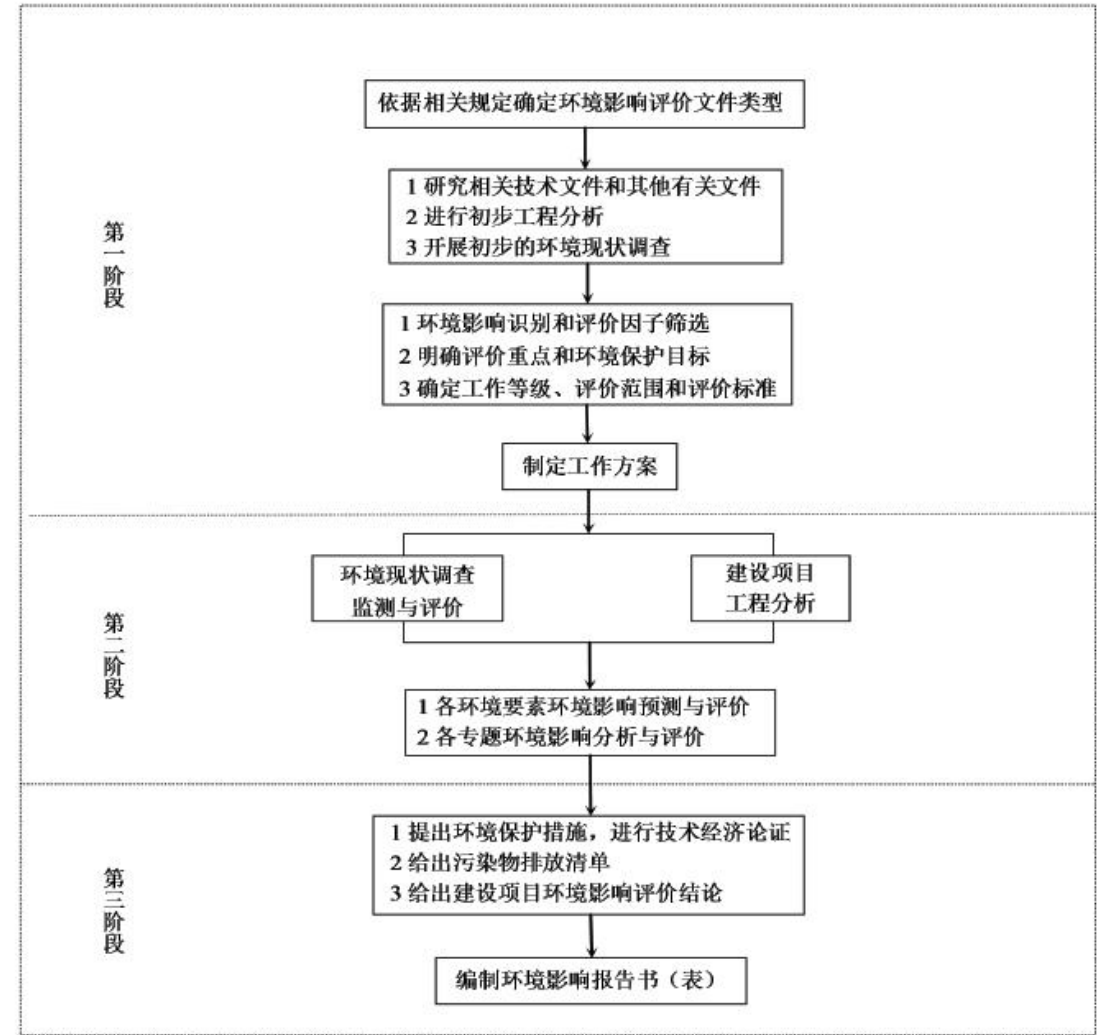 依据相关规定确定环境影响评价文件类型
1 研究相关技术文件和其他有关文件
2 进行初步工程分析
3 开展初步的环境现状调查
第一阶段
1 环境影响识别和评价因子筛选
2 明确评价重点和环境保护目标
3 确定工作等级、评价范围和评价标准
制定工作方案
环境现状调查
监测与评价
建设项目
工程分析
第二阶段
1 各环境要素环境影响预测与评价
2 各专题环境影响分析与评价
1 提出环境保护措施，进行技术经济论证
2 给出污染物排放清单
3 给出建设项目环境影响评价结论
第三阶段
编制环境影响报告书（表）